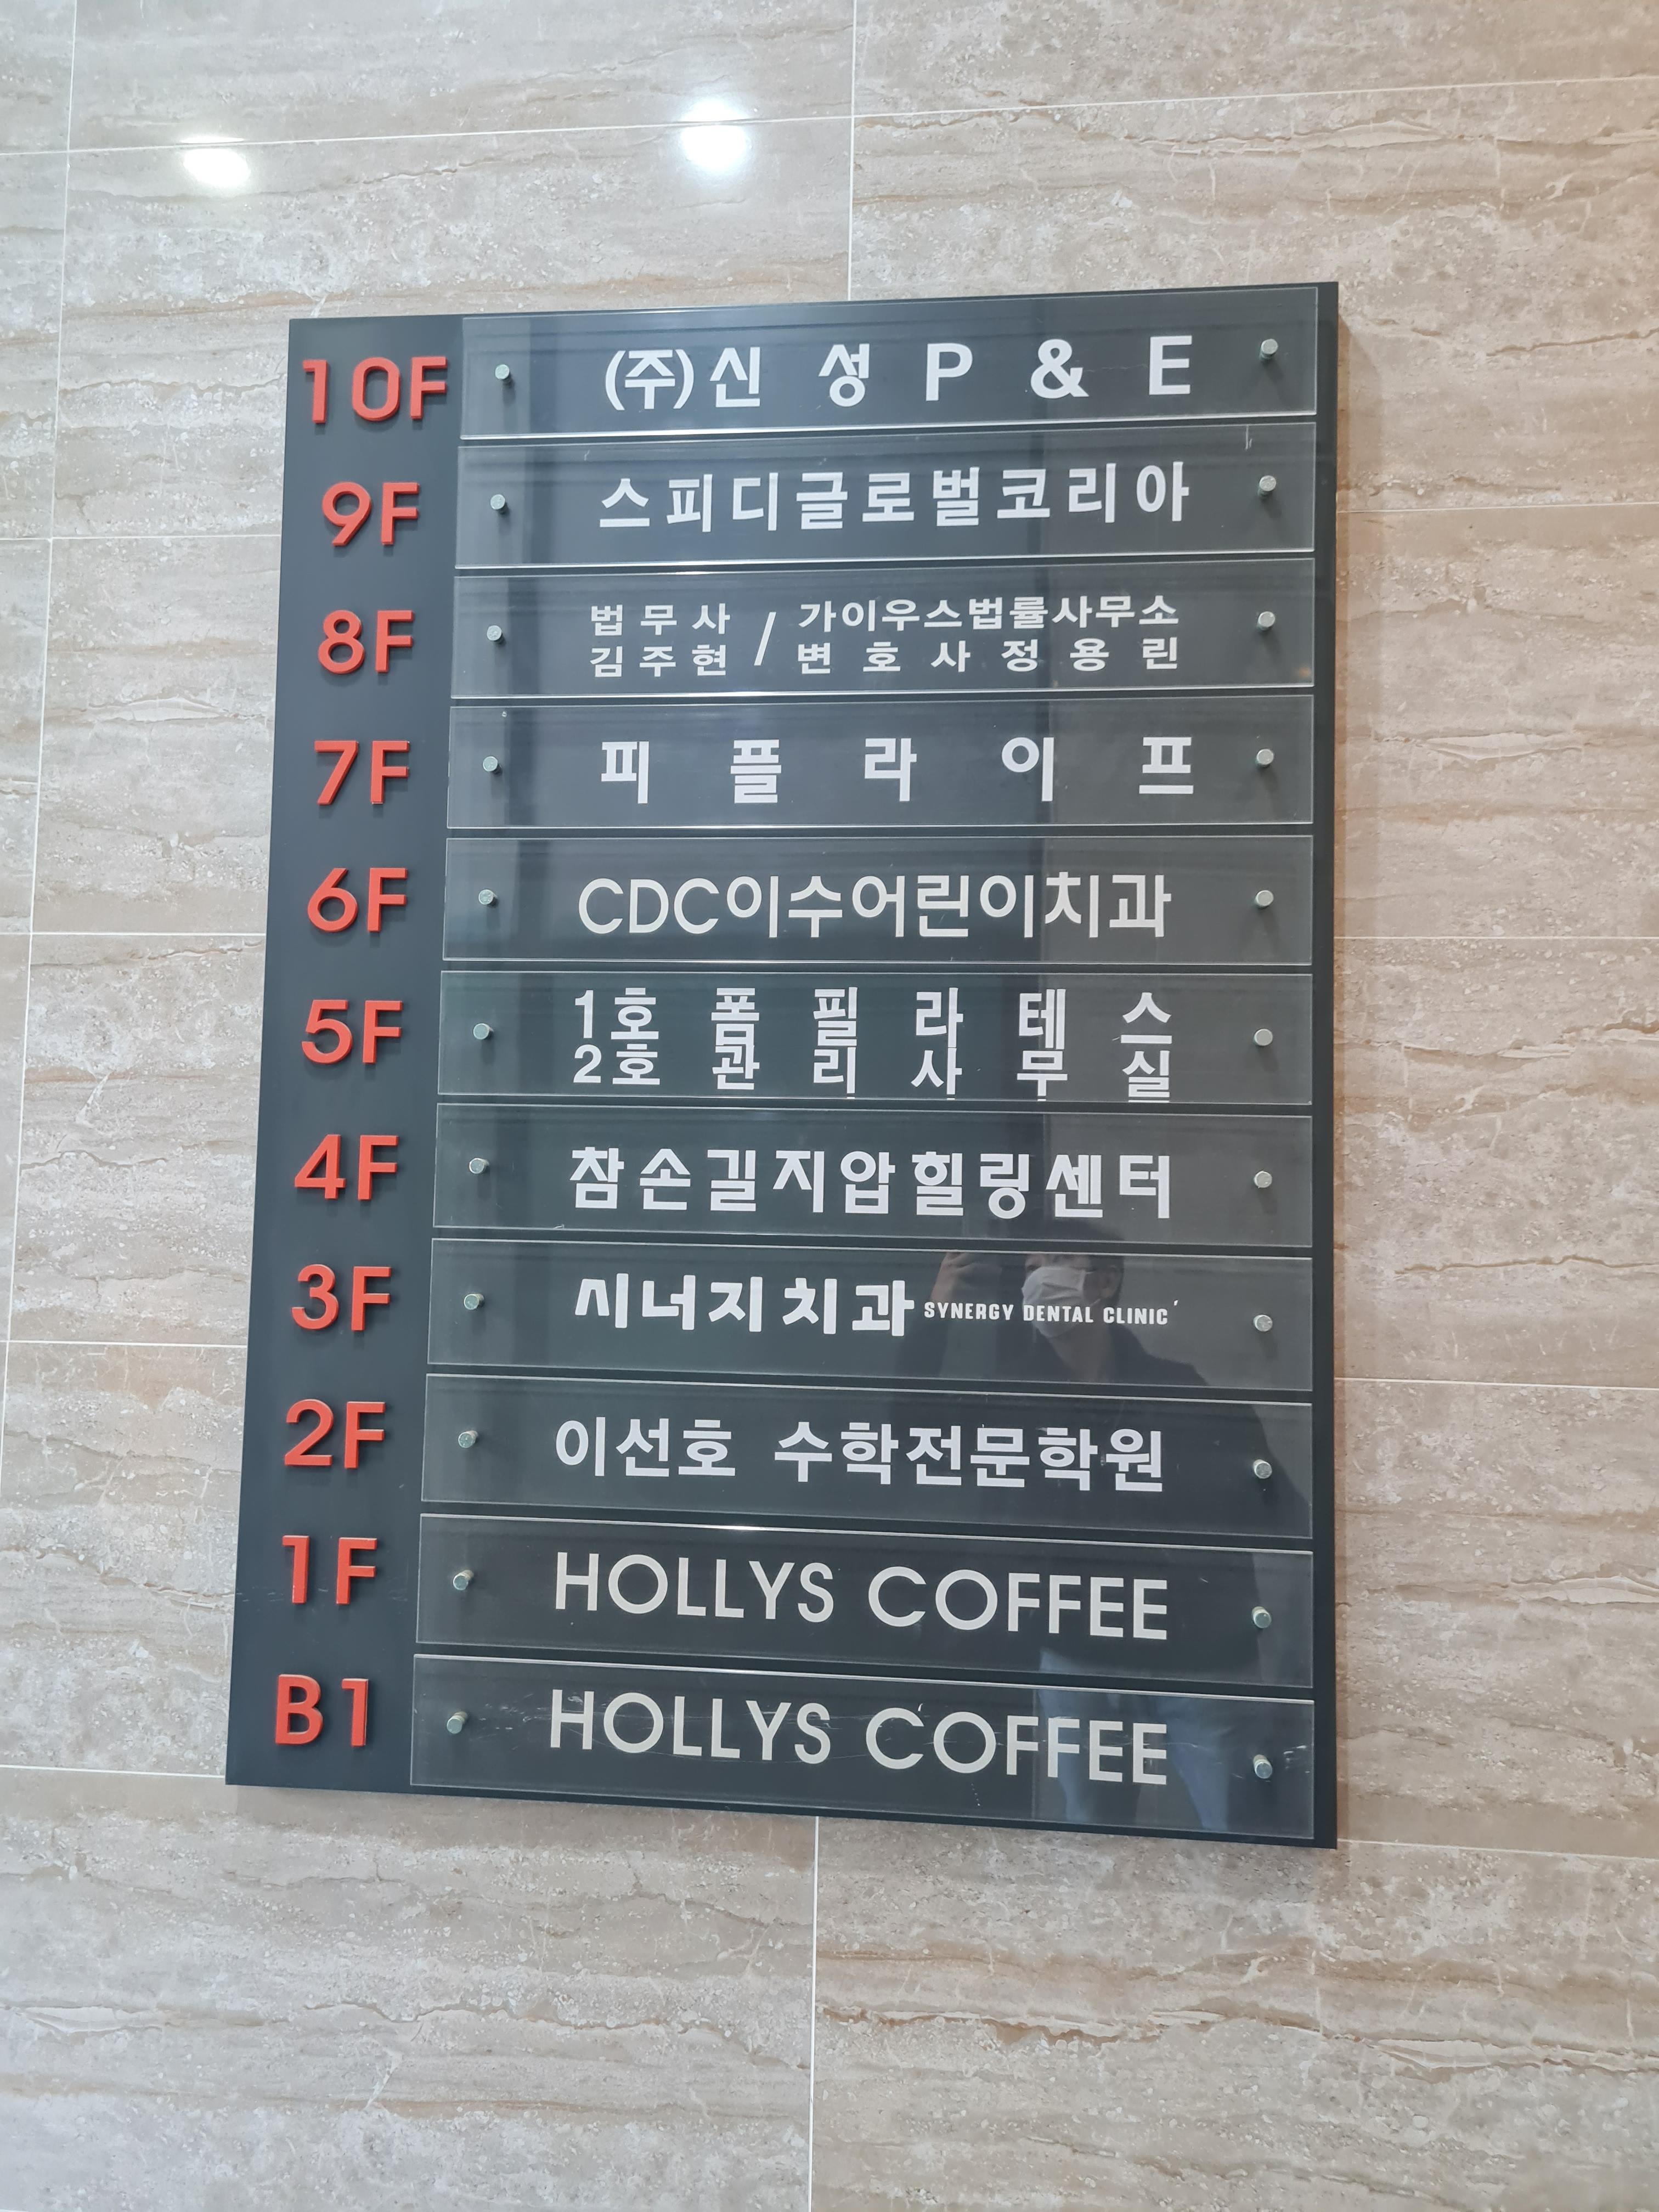 10F (주)신 성 P & E
9F 스피디글로벌코리아
8F 법무사 / 가이우스법률사무소
김주현 변호사정용린
7F 피플라이프
6F CDC이수어린이치과
5F 1호 폼필라테스
2호 관리사무실
4F 참손길지압힐링센터
3F 시너지치과 SYNERGY DENTAL CLINIC
2F 이선호 수학전문학원
1F HOLLYS COFFEE
B1 HOLLYS COFFEE